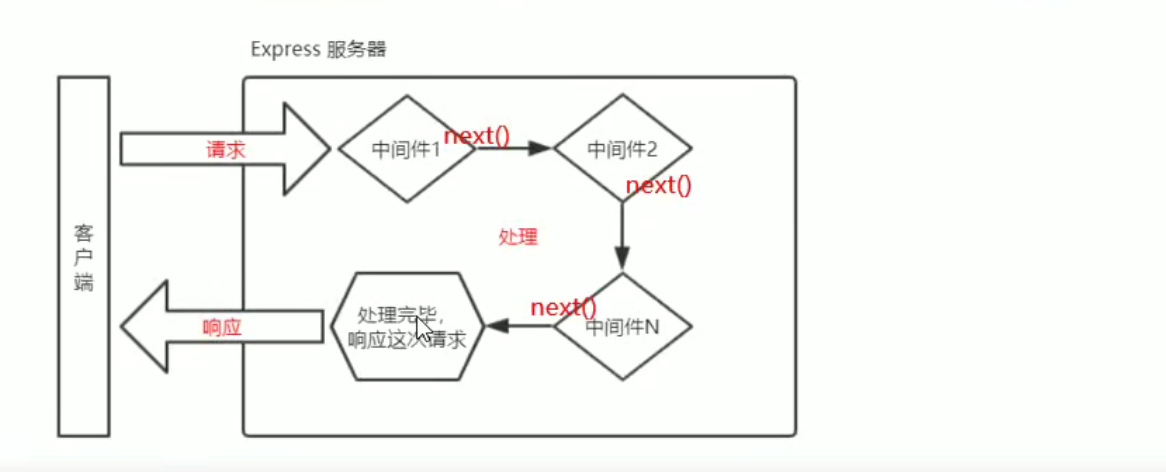 Express 服务器
请求
中间件1
next()
中间件2
next()
客户端
处理
next()
中间件N
处理完毕，
响应这次请求
响应